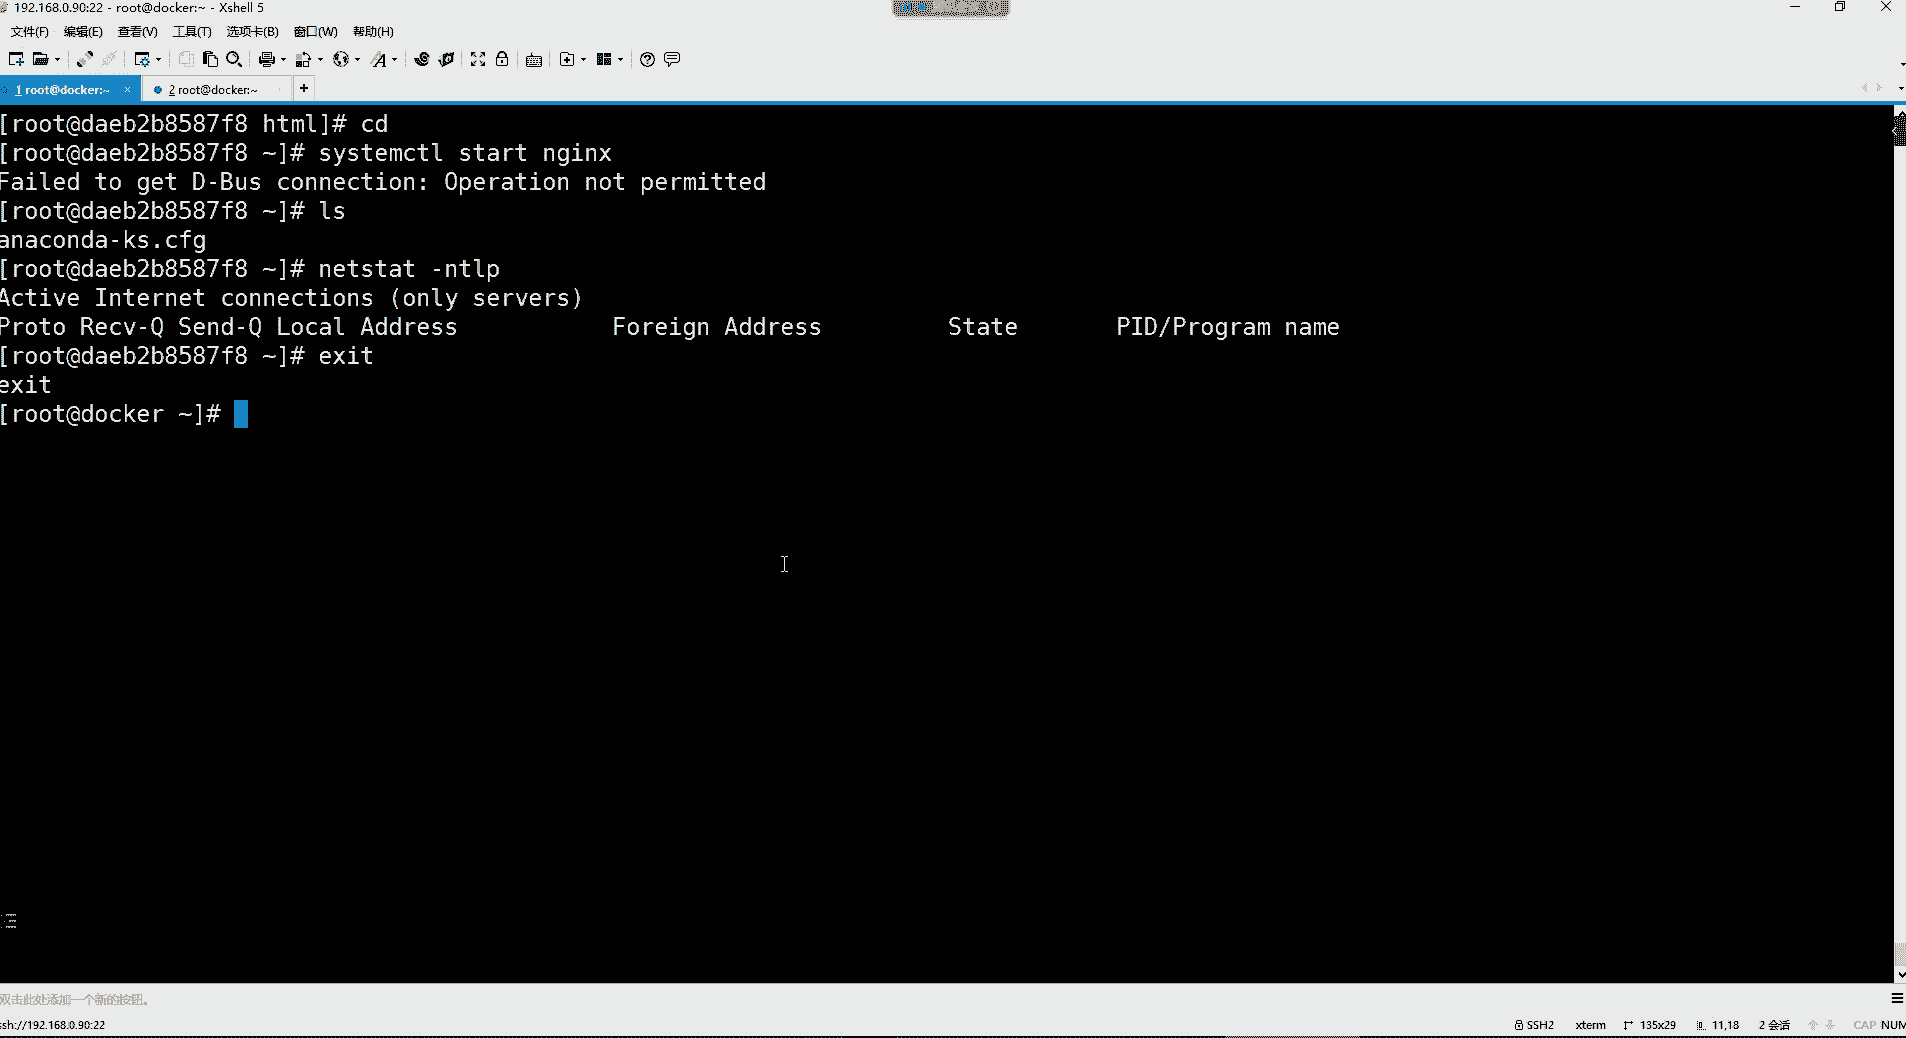 192.168.0.90:22 - root@docker:~ - Xshell 5
文件(F) 编辑(E) 查看(V) 工具(T) 选项卡(B) 窗口(W) 帮助(H)
1 root@docker:~ × 2 root@docker:~ +
[root@daeb2b8587f8 html]# cd
[root@daeb2b8587f8 ~]# systemctl start nginx
Failed to get D-Bus connection: Operation not permitted
[root@daeb2b8587f8 ~]# ls
anaconda-ks.cfg
[root@daeb2b8587f8 ~]# netstat -ntlp
Active Internet connections (only servers)
Proto Recv-Q Send-Q Local Address Foreign Address State PID/Program name
[root@daeb2b8587f8 ~]# exit
exit
[root@docker ~]#
双击此处添加一个新的按钮。
ssh://192.168.0.90:22 SSH2 xterm 135x29 11,18 2 会话 CAP NUM